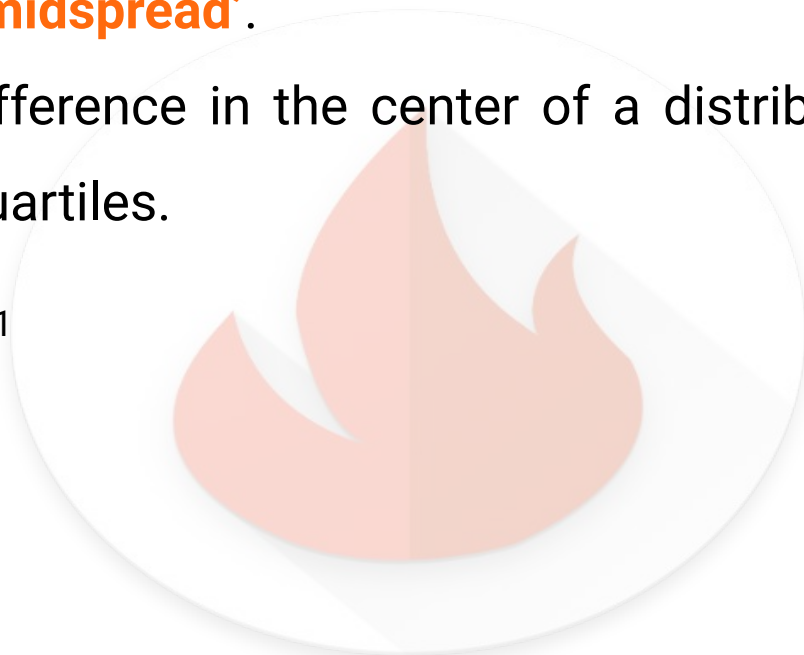 midspread'.
fference in the center of a distrib
uartiles.
1